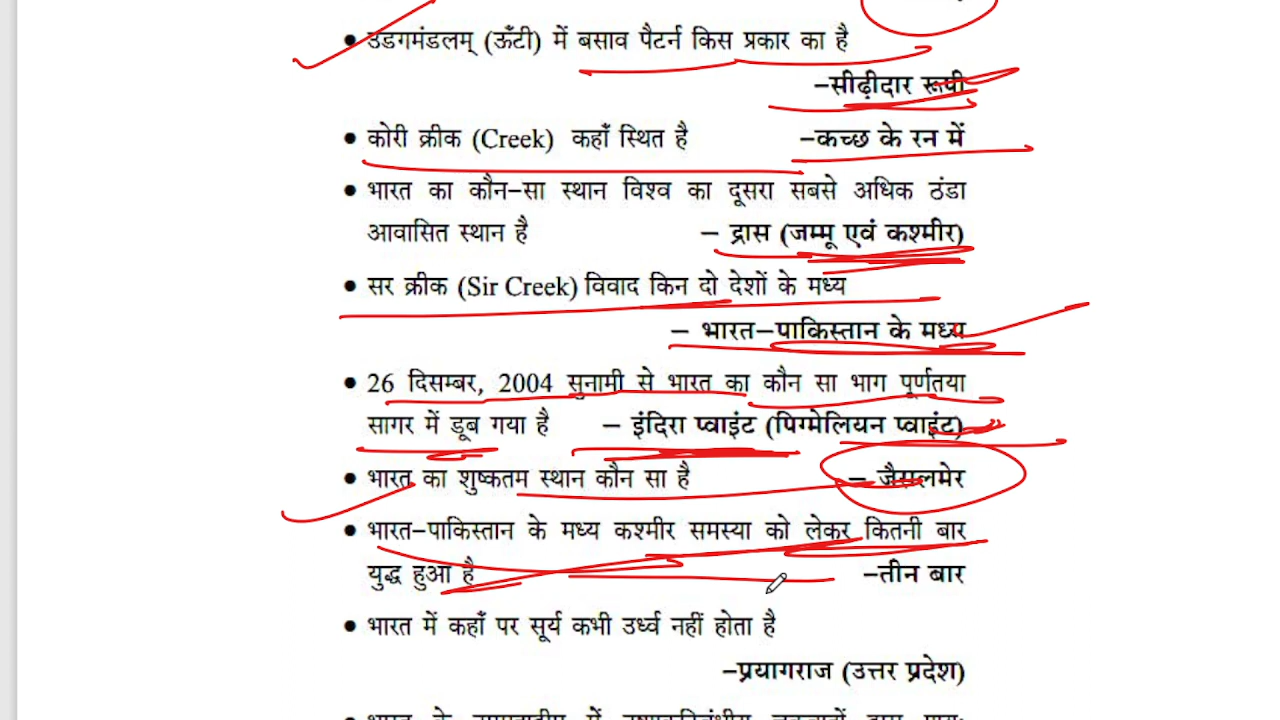 • उडगमंडलम् (ऊँटी) में बसाव पैटर्न किस प्रकार का है
–सीढ़ीदार रूपी
• कोरी क्रीक (Creek) कहाँ स्थित है –कच्छ के रन में
• भारत का कौन–सा स्थान विश्व का दूसरा सबसे अधिक ठंडा
आवासित स्थान है – द्रास (जम्मू एवं कश्मीर)
• सर क्रीक (Sir Creek) विवाद किन दो देशों के मध्य
– भारत–पाकिस्तान के मध्य
• 26 दिसम्बर, 2004 सुनामी से भारत का कौन सा भाग पूर्णतया
सागर में डूब गया है – इंदिरा प्वाइंट (पिग्मेलियन प्वाइंट)
• भारत का शुष्कतम स्थान कौन सा है – जैसलमेर
• भारत–पाकिस्तान के मध्य कश्मीर समस्या को लेकर कितनी बार
युद्ध हुआ है –तीन बार
• भारत में कहाँ पर सूर्य कभी उर्ध्व नहीं होता है
–प्रयागराज (उत्तर प्रदेश)